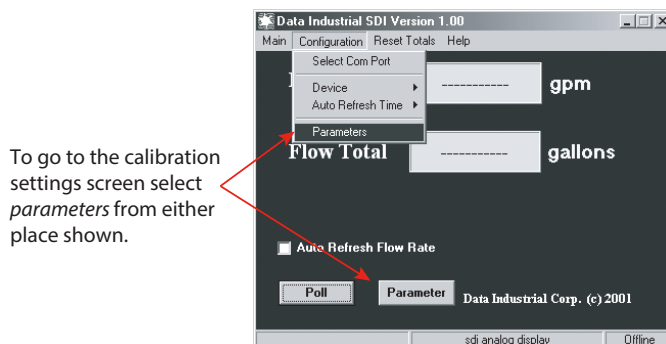 Data Industrial SDI Version 1.00
Main Configuration Reset Totals Help
Select Com Port
Device
Auto Refresh Time
Parameters
----------- gpm
Flow Total ----------- gallons
To go to the calibration
settings screen select
parameters from either
place shown.
Auto Refresh Flow Rate
Poll Parameter Data Industrial Corp. (c) 2001
sdi analog display Offline